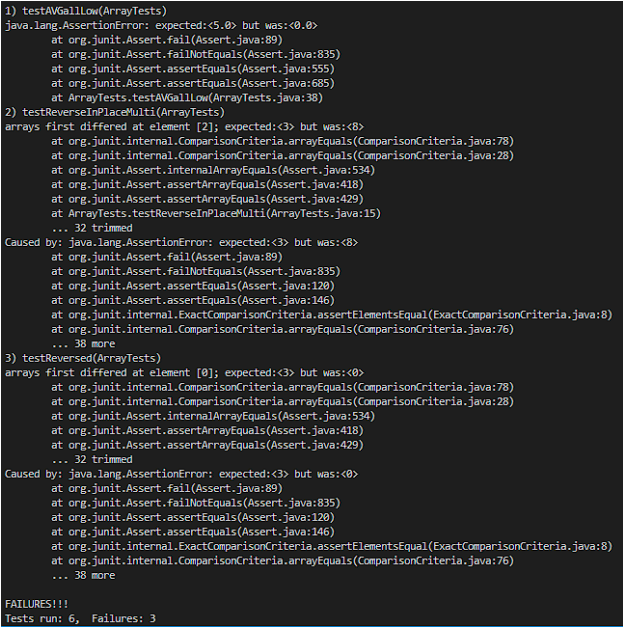 1) testAVGallLow(ArrayTests)
java.lang.AssertionError: expected:<5.0> but was:<0.0>
at org.junit.Assert.fail(Assert.java:89)
at org.junit.Assert.failNotEquals(Assert.java:835)
at org.junit.Assert.assertEquals(Assert.java:555)
at org.junit.Assert.assertEquals(Assert.java:685)
at ArrayTests.testAVGallLow(ArrayTests.java:38)
2) testReverseInPlaceMulti(ArrayTests)
arrays first differed at element [2]; expected:<3> but was:<8>
at org.junit.internal.ComparisonCriteria.arrayEquals(ComparisonCriteria.java:78)
at org.junit.internal.ComparisonCriteria.arrayEquals(ComparisonCriteria.java:28)
at org.junit.Assert.internalArrayEquals(Assert.java:534)
at org.junit.Assert.assertArrayEquals(Assert.java:418)
at org.junit.Assert.assertArrayEquals(Assert.java:429)
at ArrayTests.testReverseInPlaceMulti(ArrayTests.java:15)
... 32 trimmed
Caused by: java.lang.AssertionError: expected:<3> but was:<8>
at org.junit.Assert.fail(Assert.java:89)
at org.junit.Assert.failNotEquals(Assert.java:835)
at org.junit.Assert.assertEquals(Assert.java:120)
at org.junit.Assert.assertEquals(Assert.java:146)
at org.junit.internal.ExactComparisonCriteria.assertElementsEqual(ExactComparisonCriteria.java:8)
at org.junit.internal.ComparisonCriteria.arrayEquals(ComparisonCriteria.java:76)
... 38 more
3) testReversed(ArrayTests)
arrays first differed at element [0]; expected:<3> but was:<0>
at org.junit.internal.ComparisonCriteria.arrayEquals(ComparisonCriteria.java:78)
at org.junit.internal.ComparisonCriteria.arrayEquals(ComparisonCriteria.java:28)
at org.junit.Assert.internalArrayEquals(Assert.java:534)
at org.junit.Assert.assertArrayEquals(Assert.java:418)
at org.junit.Assert.assertArrayEquals(Assert.java:429)
... 32 trimmed
Caused by: java.lang.AssertionError: expected:<3> but was:<0>
at org.junit.Assert.fail(Assert.java:89)
at org.junit.Assert.failNotEquals(Assert.java:835)
at org.junit.Assert.assertEquals(Assert.java:120)
at org.junit.Assert.assertEquals(Assert.java:146)
at org.junit.internal.ExactComparisonCriteria.assertElementsEqual(ExactComparisonCriteria.java:8)
at org.junit.internal.ComparisonCriteria.arrayEquals(ComparisonCriteria.java:76)
... 38 more
FAILURES!!!
Tests run: 6,  Failures: 3